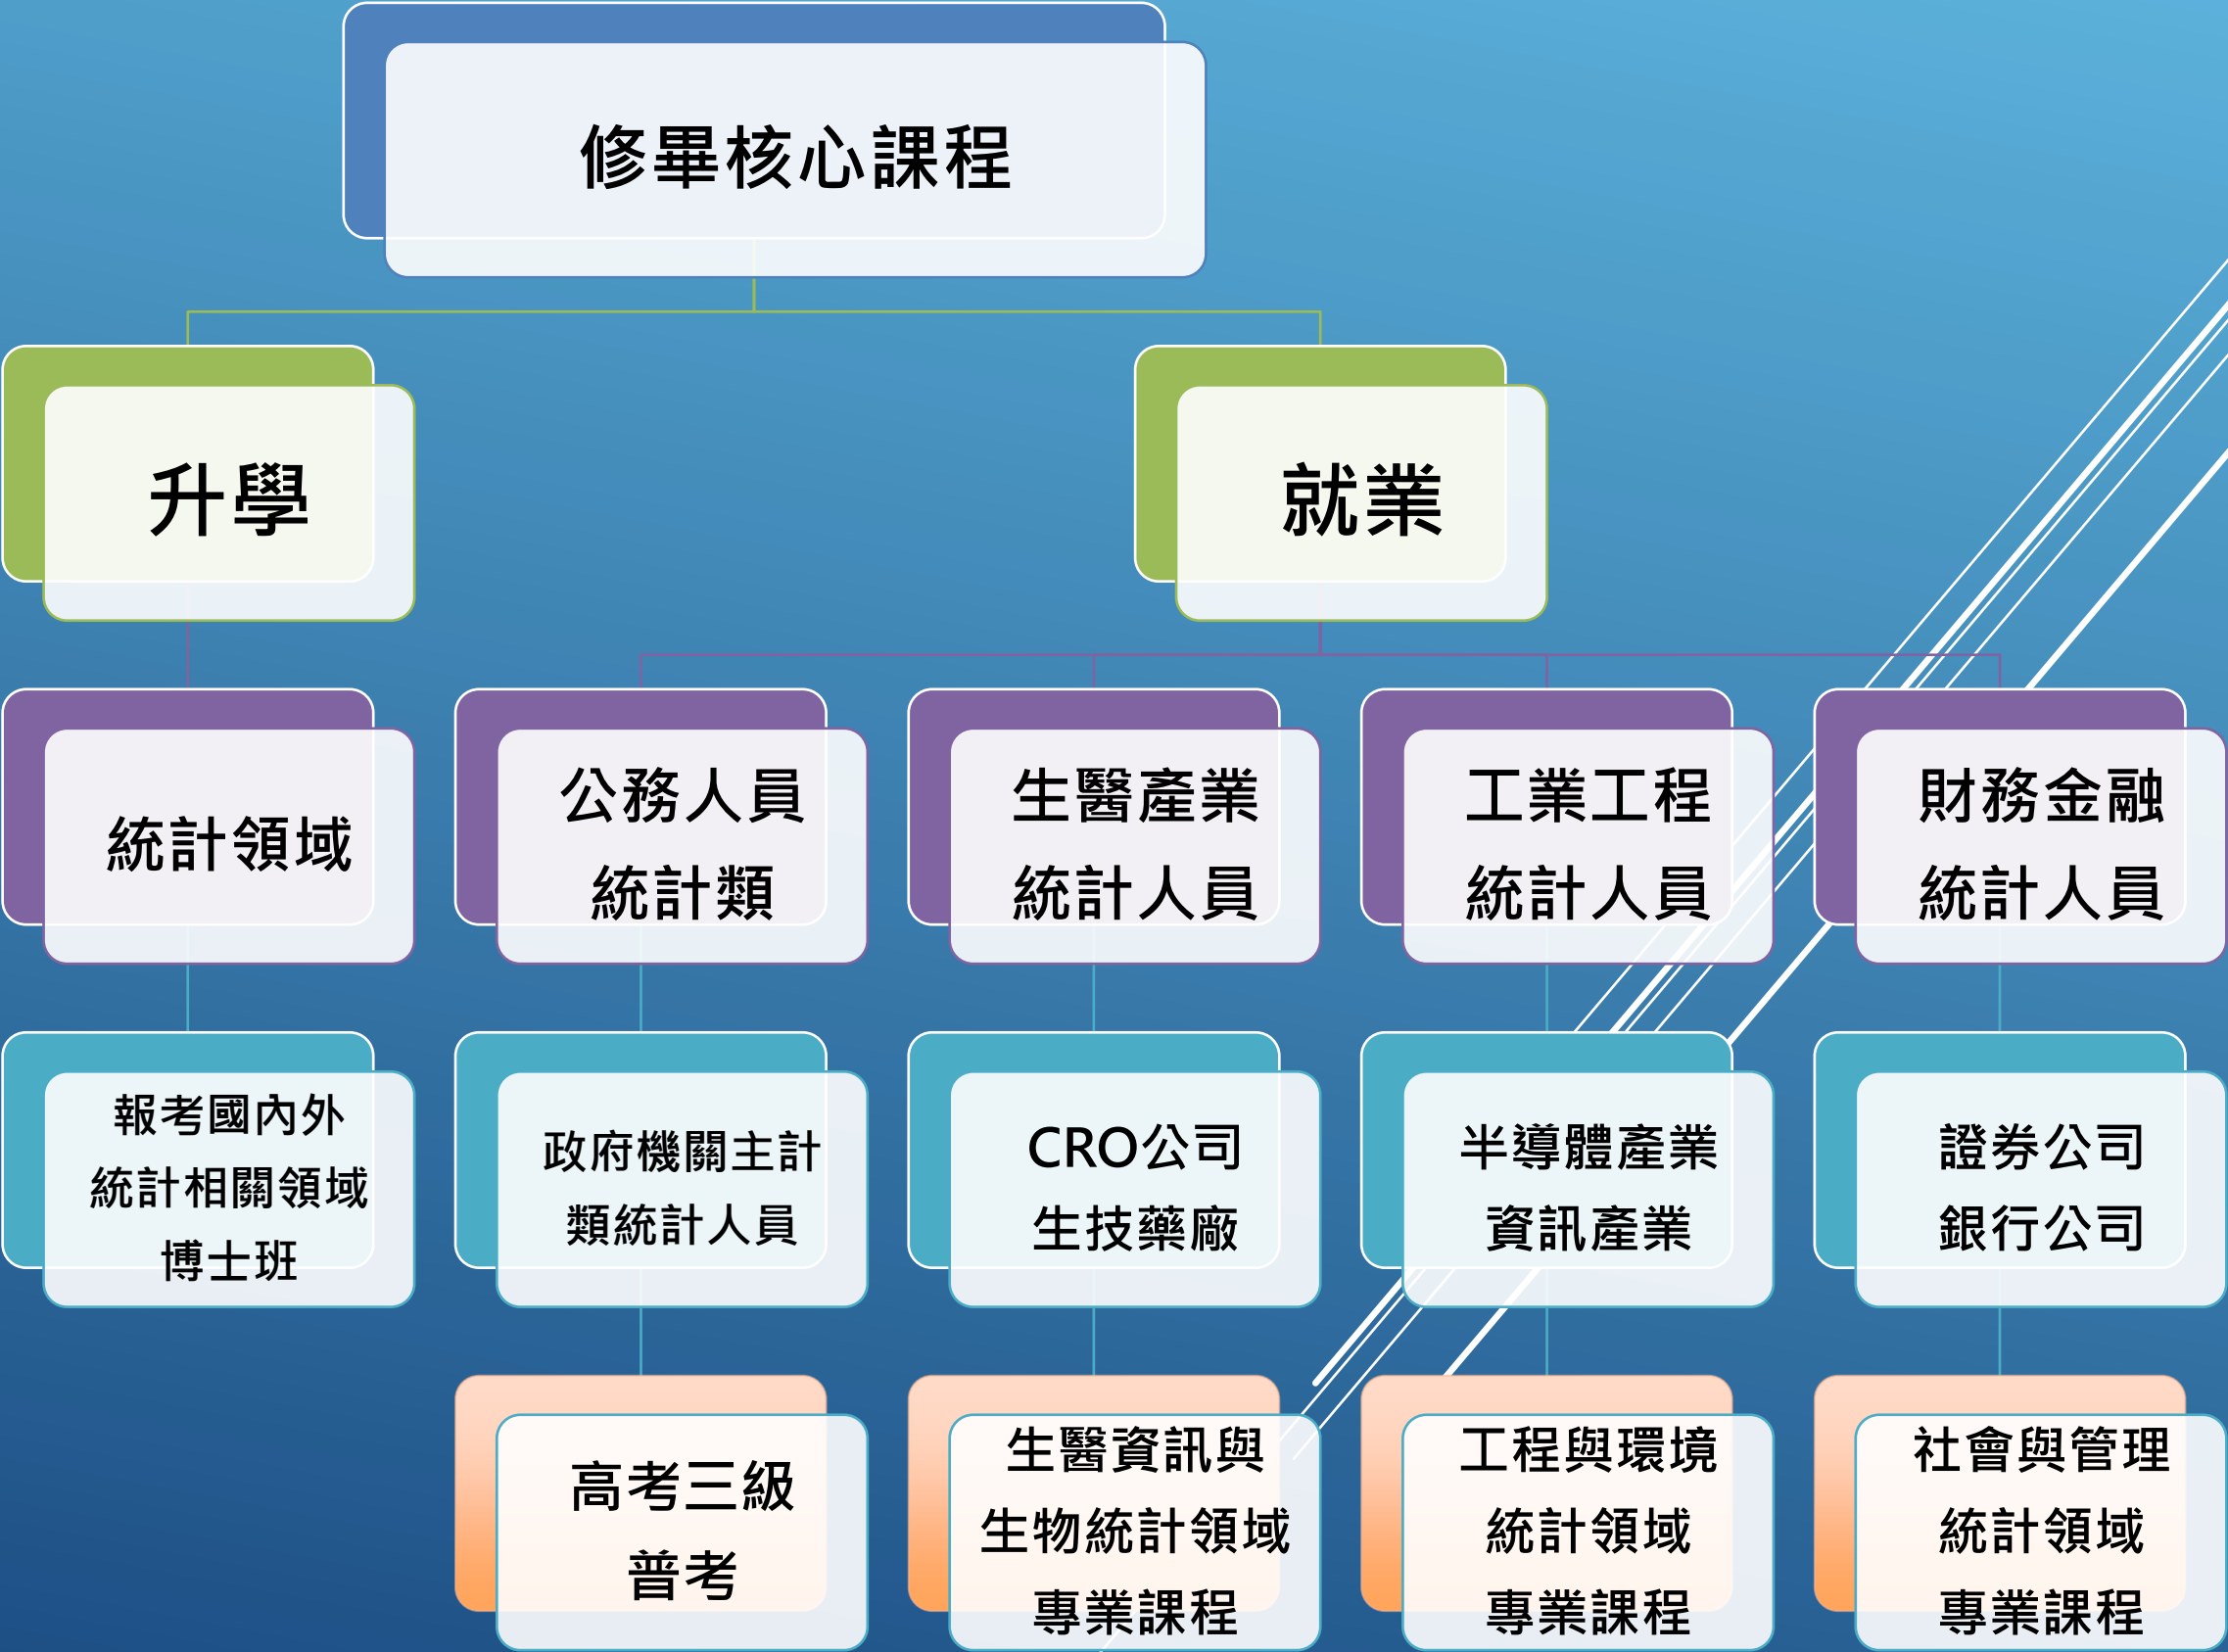 修畢核心課程
升學
就業
統計領域
公務人員
統計類
生醫產業
統計人員
工業工程
統計人員
財務金融
統計人員
報考國內外
統計相關領域
博士班
政府機關主計
類統計人員
CRO公司
生技藥廠
半導體產業
資訊產業
證券公司
銀行公司
高考三級
普考
生醫資訊與
生物統計領域
專業課程
工程與環境
統計領域
專業課程
社會與管理
統計領域
專業課程